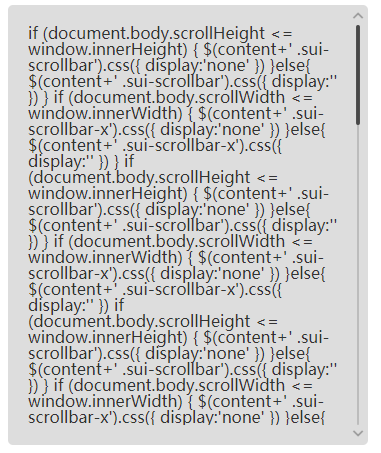 if (document.body.scrollHeight <=
window.innerHeight) { $(content+' .sui-
scrollbar').css({ display:'none' }) }else{
$(content+' .sui-scrollbar').css({ display:''
}) } if (document.body.scrollWidth <=
window.innerWidth) { $(content+' .sui-
scrollbar-x').css({ display:'none' }) }else{
$(content+' .sui-scrollbar-x').css({
display:'' }) } if
(document.body.scrollHeight <=
window.innerHeight) { $(content+' .sui-
scrollbar').css({ display:'none' }) }else{
$(content+' .sui-scrollbar').css({ display:''
}) } if (document.body.scrollWidth <=
window.innerWidth) { $(content+' .sui-
scrollbar-x').css({ display:'none' }) }else{
$(content+' .sui-scrollbar-x').css({
display:'' }) if
(document.body.scrollHeight <=
window.innerHeight) { $(content+' .sui-
scrollbar').css({ display:'none' }) }else{
$(content+' .sui-scrollbar').css({ display:''
}) } if (document.body.scrollWidth <=
window.innerWidth) { $(content+' .sui-
scrollbar-x').css({ display:'none' }) }else{